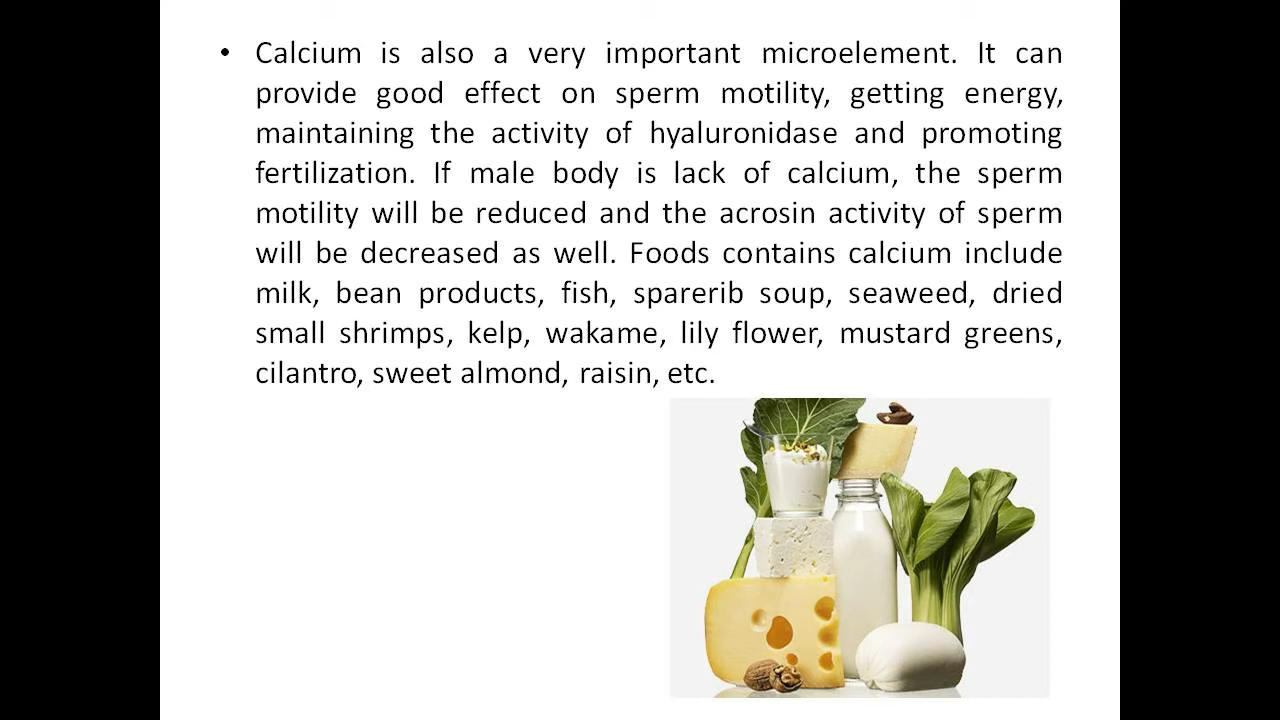 • Calcium is also a very important microelement. It can
provide good effect on sperm motility, getting energy,
maintaining the activity of hyaluronidase and promoting
fertilization. If male body is lack of calcium, the sperm
motility will be reduced and the acrosin activity of sperm
will be decreased as well. Foods contains calcium include
milk, bean products, fish, sparerib soup, seaweed, dried
small shrimps, kelp, wakame, lily flower, mustard greens,
cilantro, sweet almond, raisin, etc.